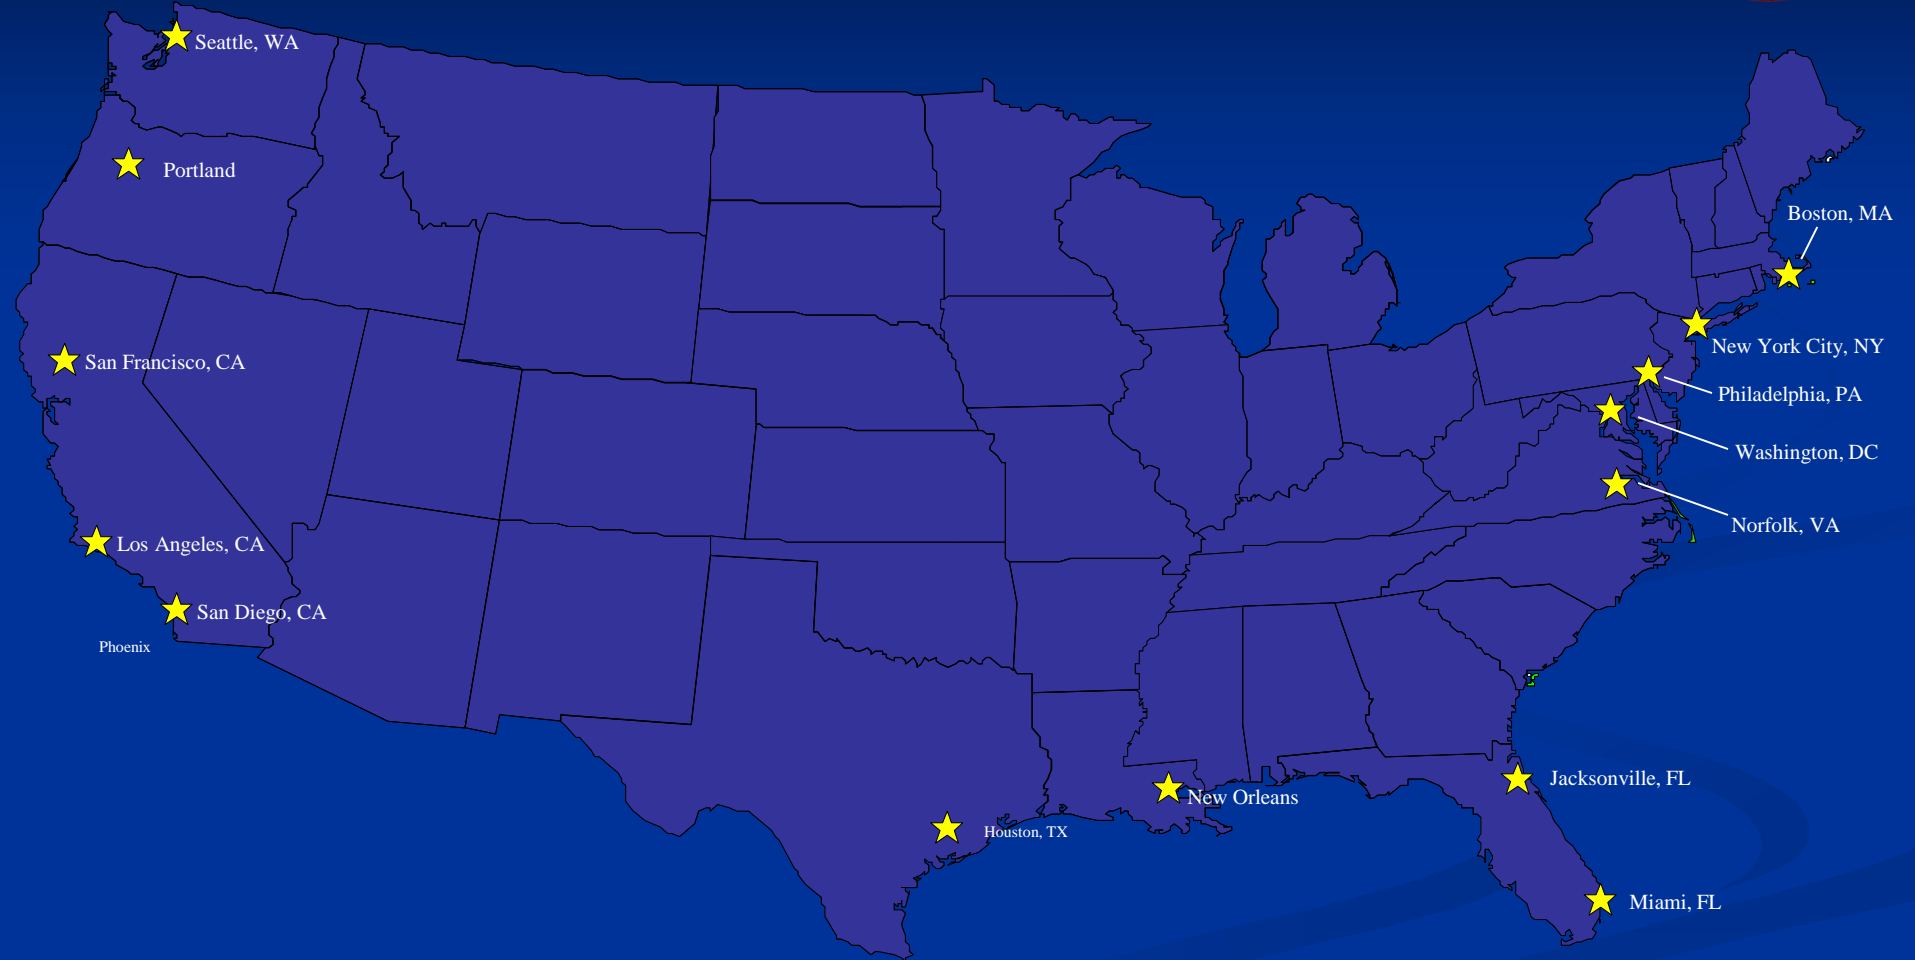 Seattle, WA
Portland
Boston, MA
New York City, NY
San Francisco, CA
Philadelphia, PA
Washington, DC
Norfolk, VA
Los Angeles, CA
San Diego, CA
Phoenix
Jacksonville, FL
New Orleans
Houston, TX
Miami, FL